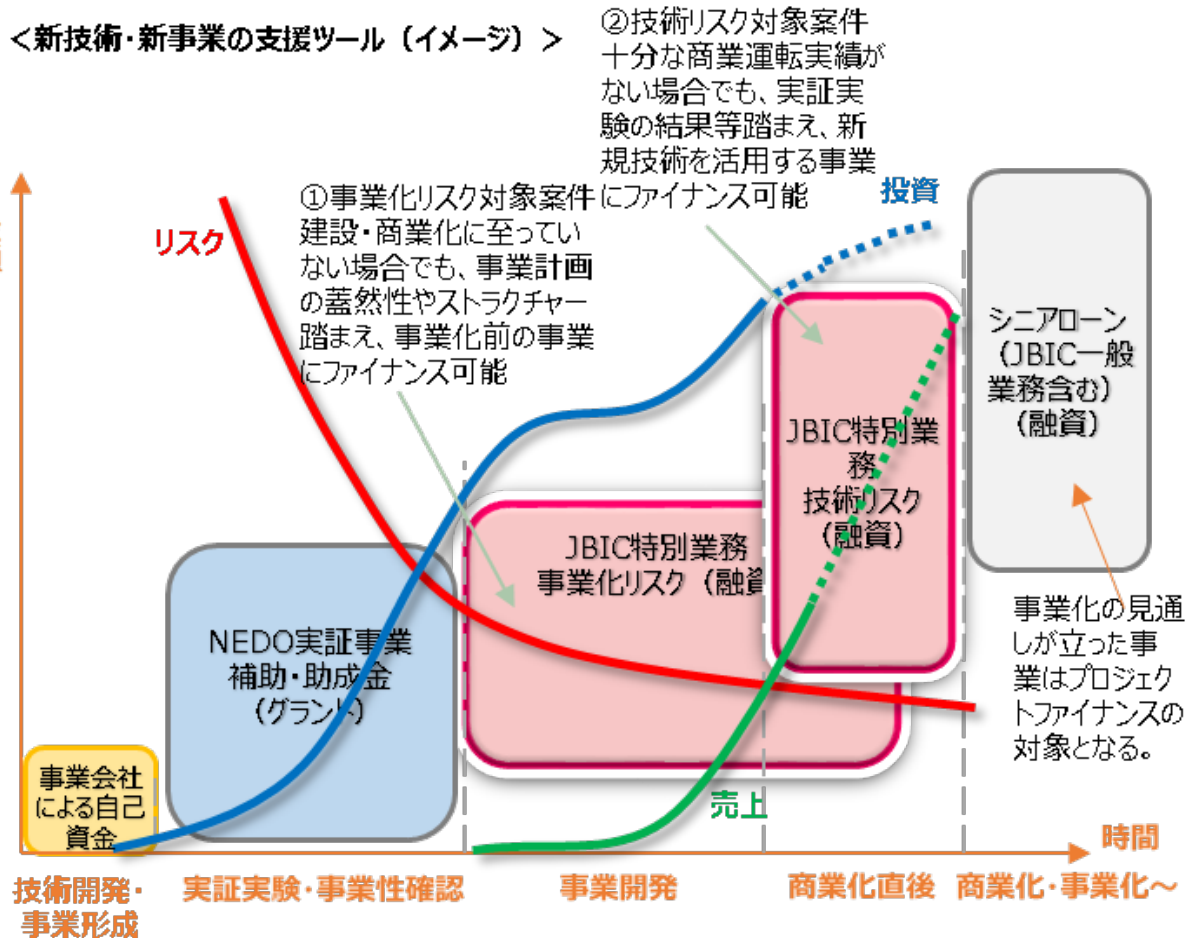 <新技術・新事業の支援ツール（イメージ）>
②技術リスク対象案件
十分な商業運転実績が
ない場合でも、実証実
験の結果等踏まえ、新
規技術を活用する事業
にファイナンス可能
①事業化リスク対象案件
建設・商業化に至ってい
ない場合でも、事業計画
の蓋然性やストラクチャー
踏まえ、事業化前の事業
にファイナンス可能
リスク
投資
シニアローン
（JBIC一般
業務含む）
（融資）
JBIC特別業
務
技術リスク
（融資）
JBIC特別業務
事業化リスク（融資
NEDO実証事業
補助・助成金
（グラント）
事業化の見通
しが立った事
業はプロジェク
トファイナンスの
対象となる。
事業会社
による自己
資金
売上
時間
技術開発・
事業形成
実証実験・事業性確認
事業開発
商業化直後
商業化・事業化～